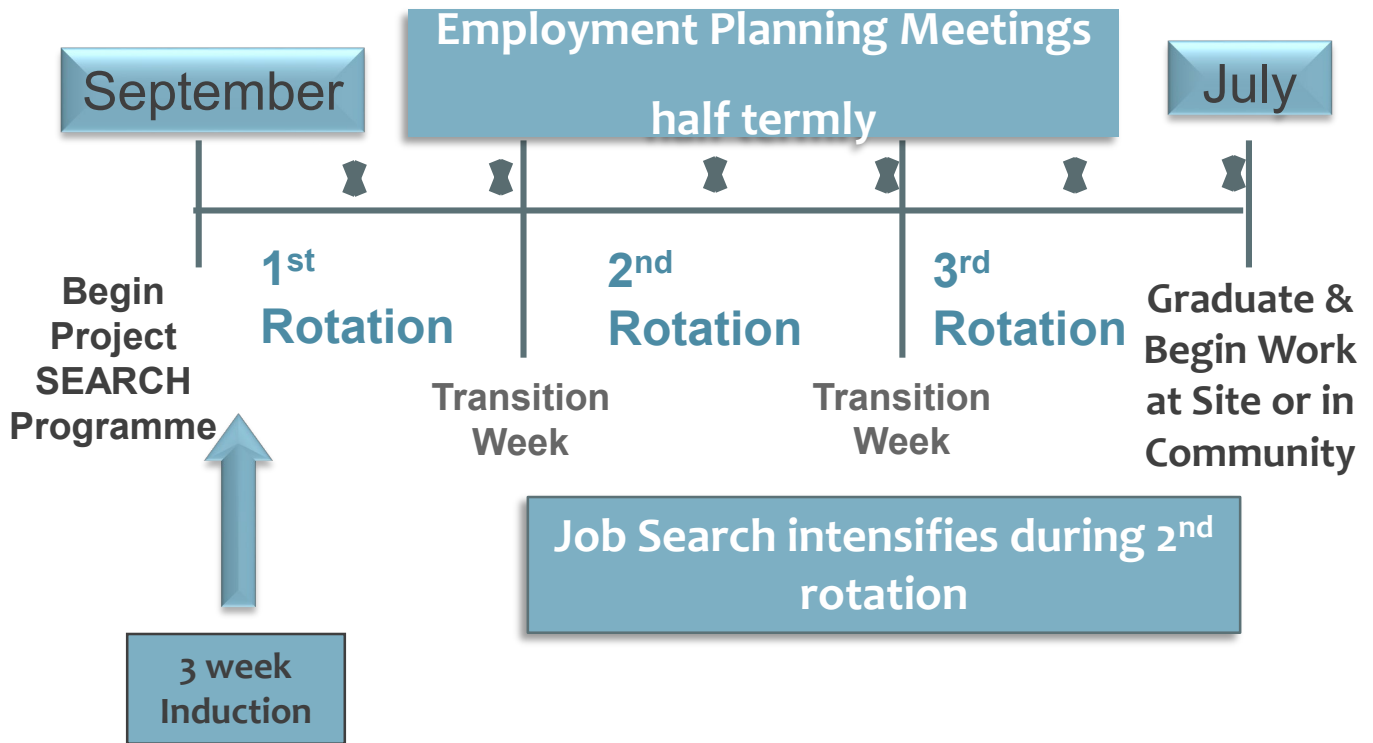 Employment Planning Meetings
half termly
September
July
Begin
Project
SEARCH
Programme
1st
Rotation
2nd
Rotation
3rd
Rotation
Graduate &
Begin Work
at Site or in
Community
Transition
Week
Transition
Week
Job Search intensifies during 2nd
rotation
3 week
Induction